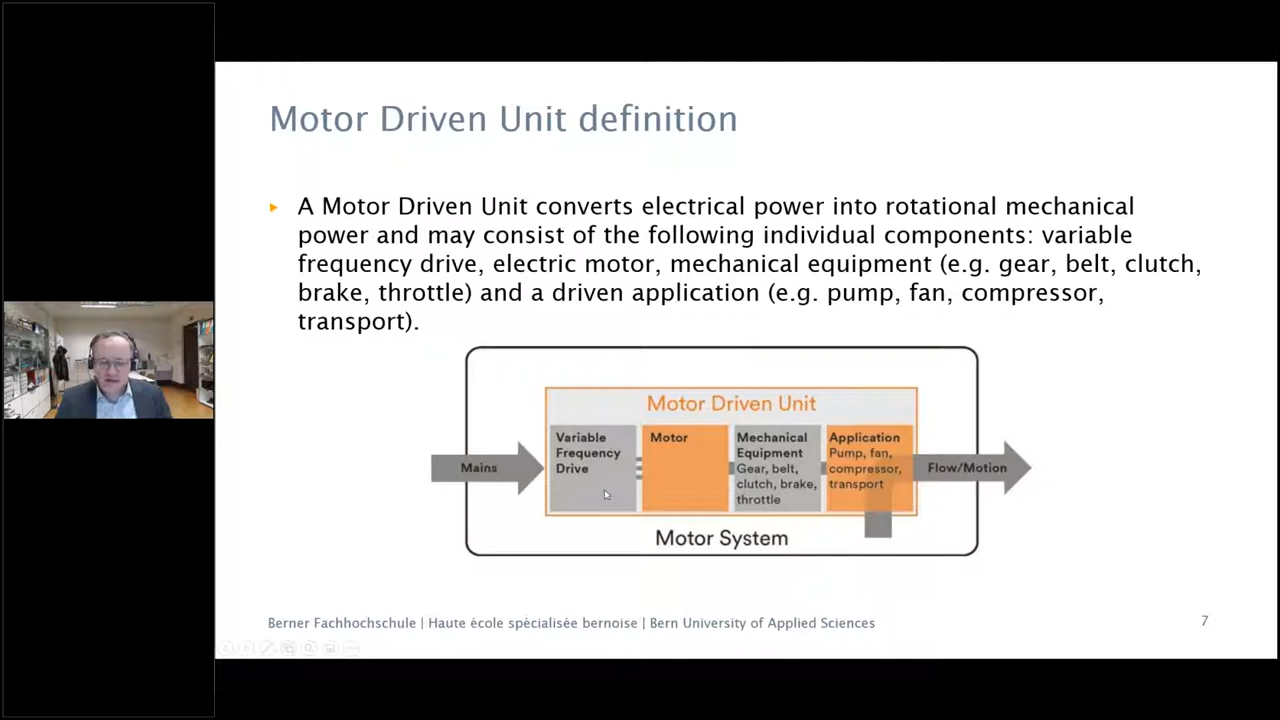 Motor Driven Unit definition
A Motor Driven Unit converts electrical power into rotational mechanical
power and may consist of the following individual components: variable
frequency drive, electric motor, mechanical equipment (e.g. gear, belt, clutch,
brake, throttle) and a driven application (e.g. pump, fan, compressor,
transport).
Motor Driven Unit
Mains
Variable
Frequency
Drive
Motor
Mechanical
Equipment
Gear, belt,
clutch, brake,
throttle
Application
Pump, fan,
compressor,
transport
Flow/Motion
Motor System
Berner Fachhochschule | Haute école spécialisée bernoise | Bern University of Applied Sciences
7